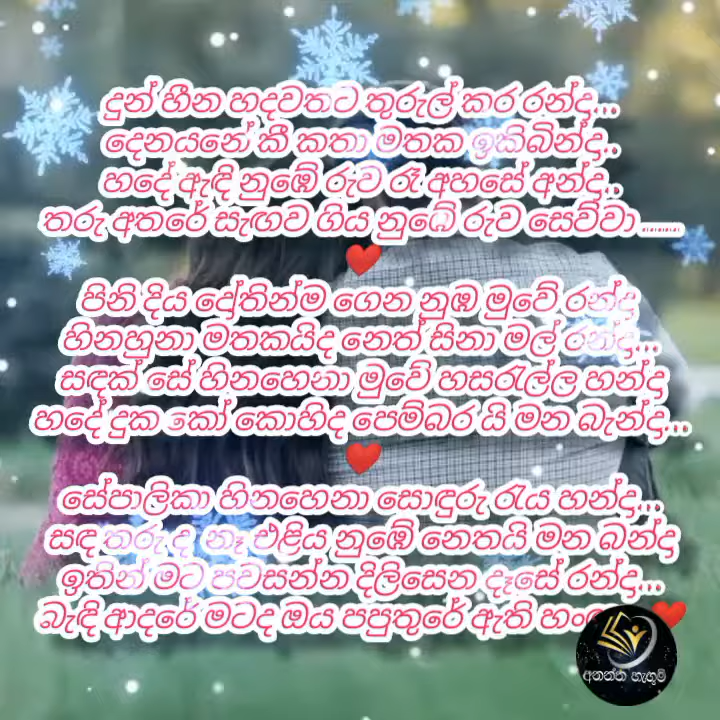 දුන් හීන හදවතට තුරුල් කර රන්දා...
දෙනයනේ කී කතා මතක ඉකිබින්දා..
හදේ ඇඳි නුඹේ රුව රෑ අහසේ අන්දා..
තරු අතරේ සැඟව ගිය නුඹේ රුව සෙව්වා
පිනි දිය දෝතින්ම ගෙන නුඹ මුවේ රන්දා
හිනහුනා මතකයිද නෙත් සිනා මල් රන්දා...
සඳක් සේ හිනහෙනා මුවේ හසරැල්ල හන්දා
හදේ දුක කෝ කොහිද පෙම්බර යි මන බැන්දා...
සේපාලිකා හිනහෙනා සොඳුරු රැය හන්දා...
සඳ තරු ද නෑ එළිය නුඹේ නෙතයි මන බන්දා
ඉතින් මට පවසන්න දිලිසෙන දෑසේ රන්දා...
බැඳි ආදරේ මටද ඔය පපුතුරේ ඇති
අනන්ත හැඟුම්